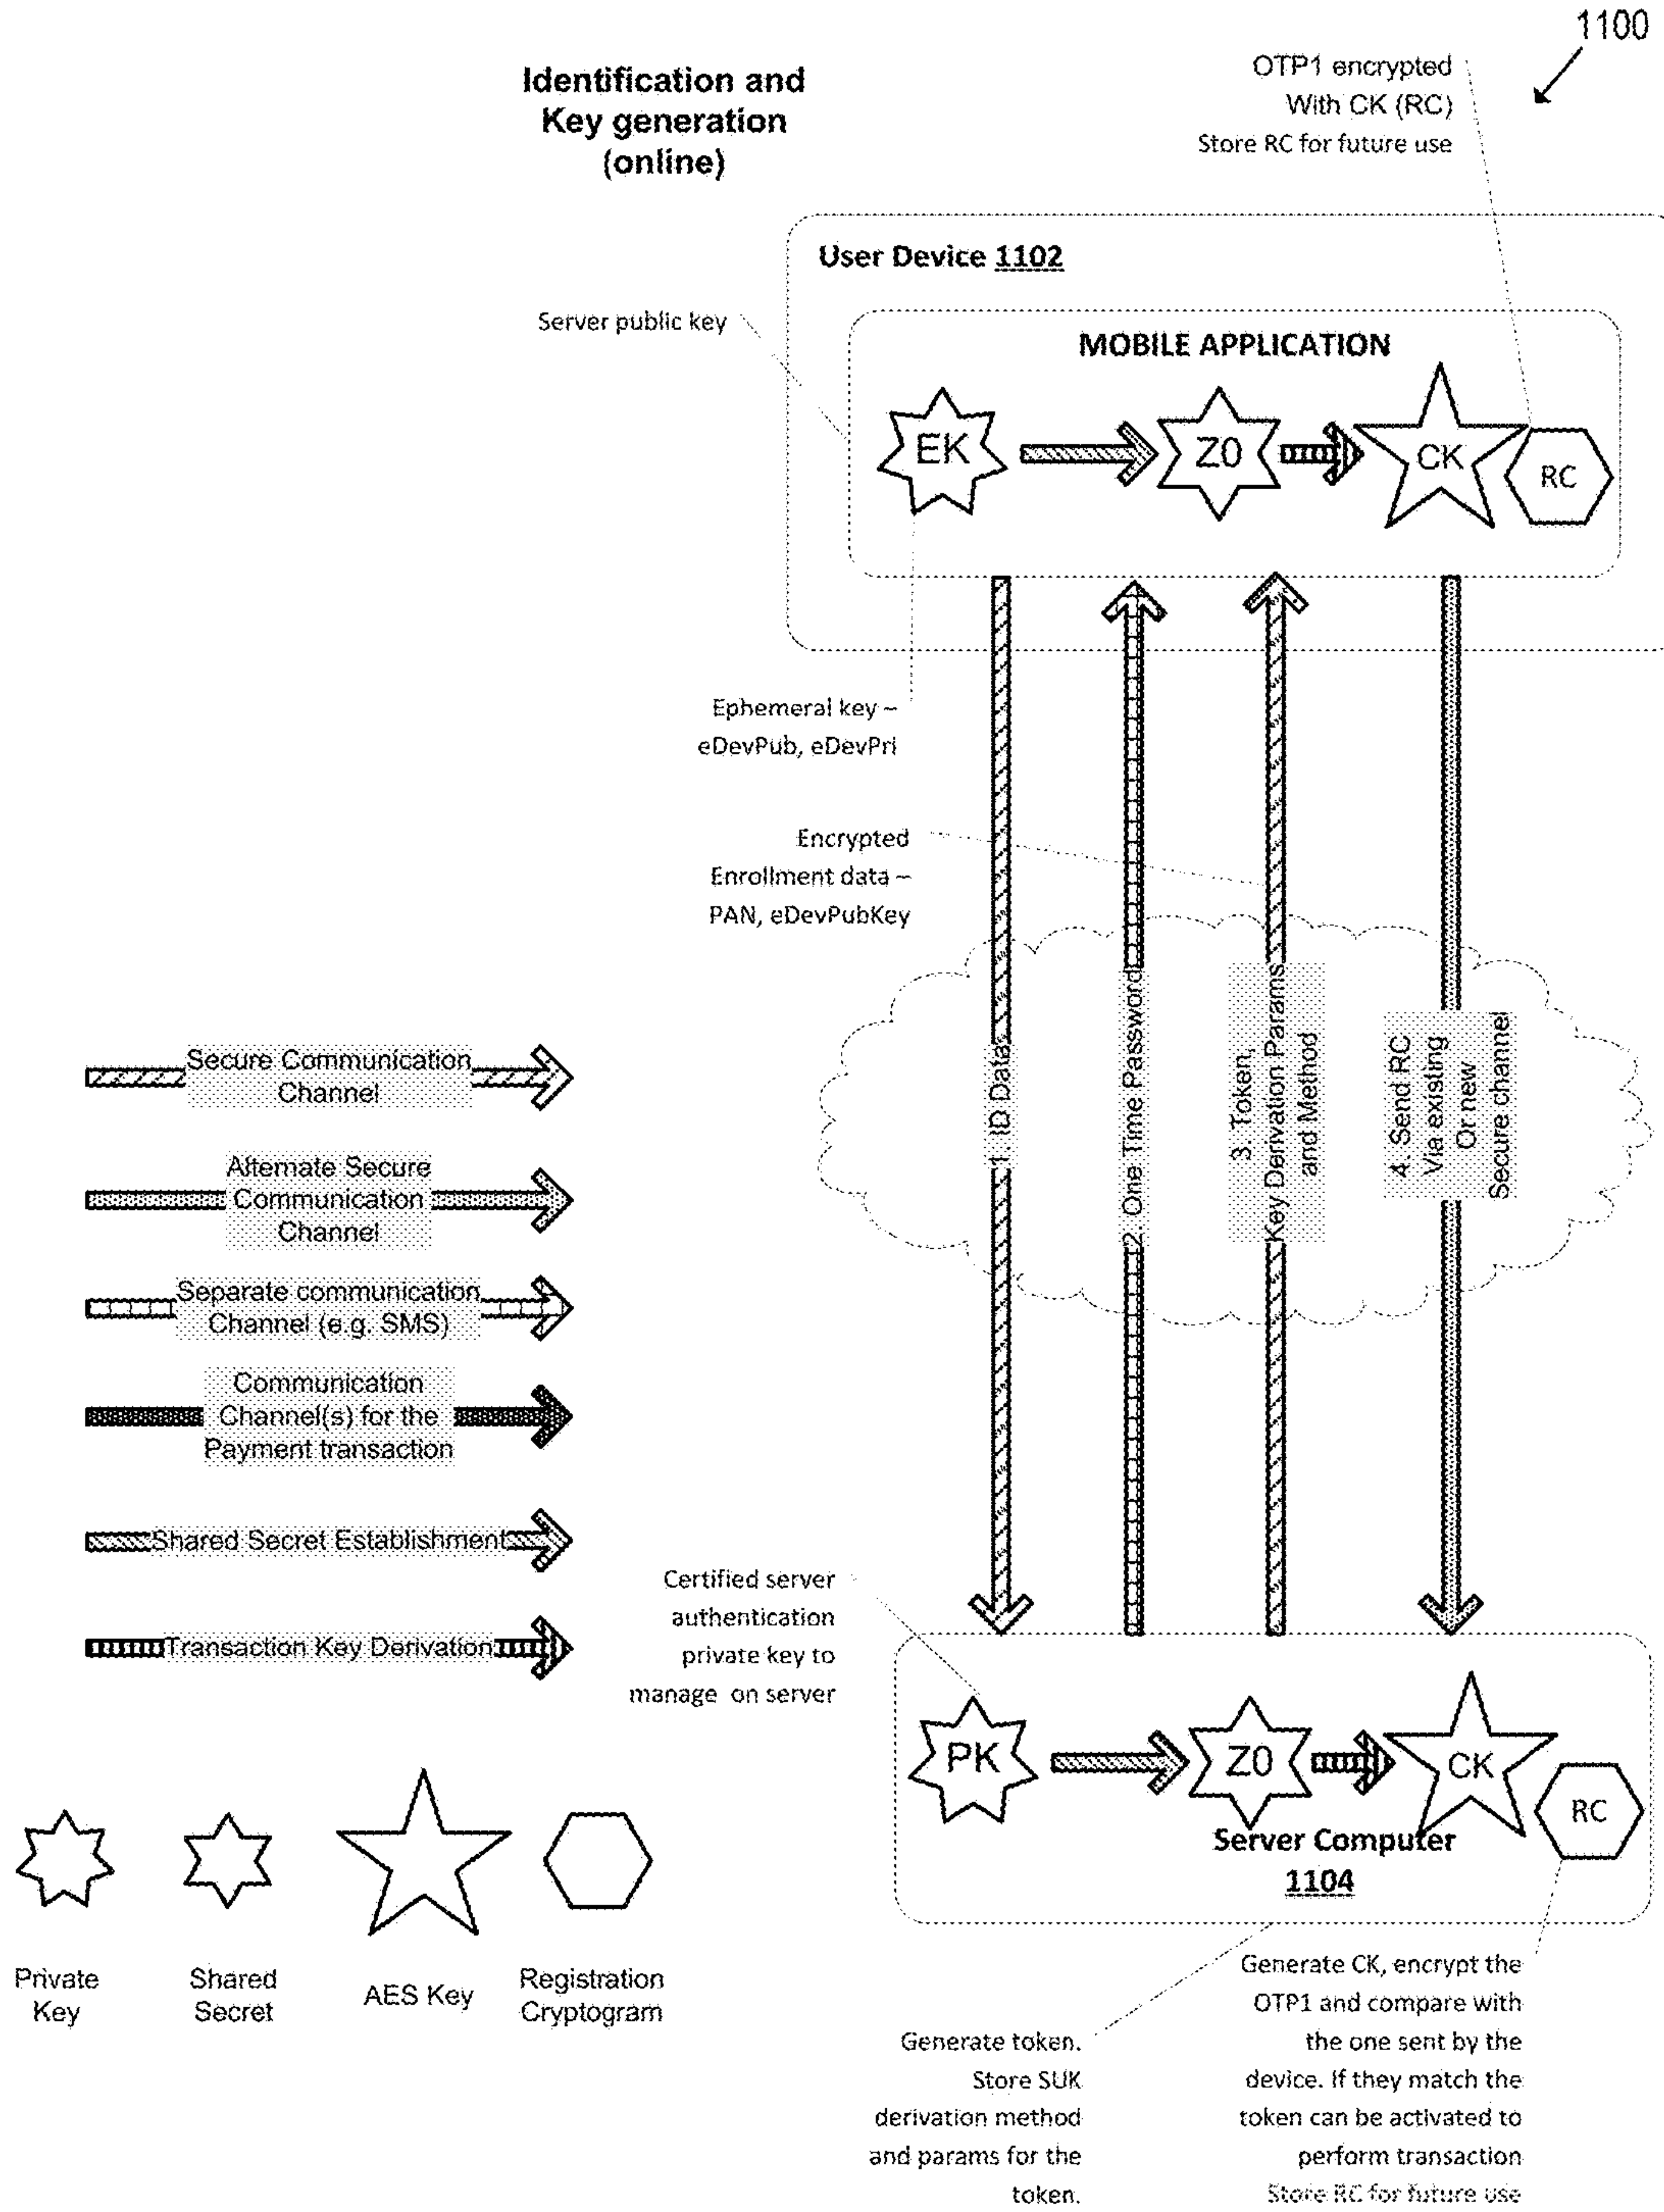 1100
Identification and
Key generation
(online)
OTP1 encrypted
With CK (RC)
Store RC for future use
User Device 1102
Server public key
MOBILE APPLICATION
EK
Z0
CK
RC
Ephemeral key –
eDevPub, eDevPri
Encrypted
Enrollment data –
PAN, eDevPubKey
1. ID Data
2. One Time Password
3. Token,
Key Derivation Params
and Method
4. Send RC
Via existing
Or new
Secure channel
Secure Communication
Channel
Alternate Secure
Communication
Channel
Separate communication
Channel (e.g. SMS)
Communication
Channel(s) for the
Payment transaction
Shared Secret Establishment
Transaction Key Derivation
Certified server
authentication
private key to
manage on server
PK
Z0
CK
RC
Server Computer
1104
Private
Key
Shared
Secret
AES Key
Registration
Cryptogram
Generate token.
Store SUK
derivation method
and params for the
token.
Generate CK, encrypt the
OTP1 and compare with
the one sent by the
device. If they match the
token can be activated to
perform transaction
Store RC for future use